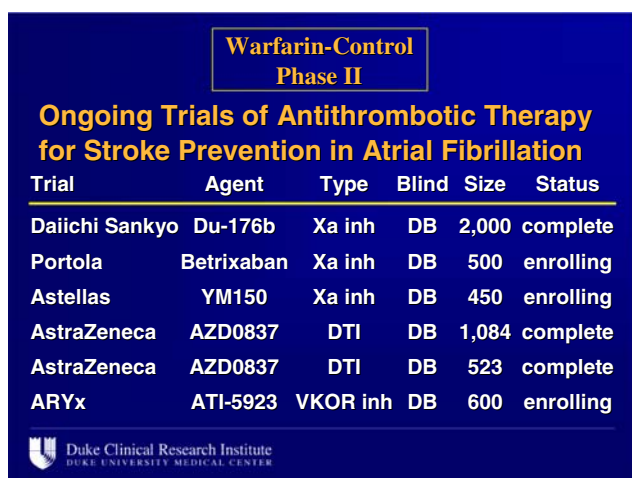 Warfarin-Control
Phase II
Ongoing Trials of Antithrombotic Therapy
for Stroke Prevention in Atrial Fibrillation
Trial Agent Type Blind Size Status
Daiichi Sankyo Du-176b Xa inh DB 2,000 complete
Portola Betrixaban Xa inh DB 500 enrolling
Astellas YM150 Xa inh DB 450 enrolling
AstraZeneca AZD0837 DTI DB 1,084 complete
AstraZeneca AZD0837 DTI DB 523 complete
ARYx ATI-5923 VKOR inh DB 600 enrolling
Duke Clinical Research Institute
DUKE UNIVERSITY MEDICAL CENTER